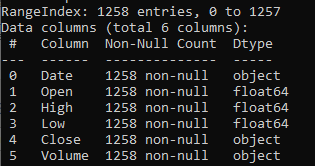 RangeIndex: 1258 entries, 0 to 1257
Data columns (total 6 columns):
 #   Column  Non-Null Count  Dtype
---  ------  --------------  -----
 0   Date    1258 non-null   object
 1   Open    1258 non-null   float64
 2   High    1258 non-null   float64
 3   Low     1258 non-null   float64
 4   Close   1258 non-null   object
 5   Volume  1258 non-null   object